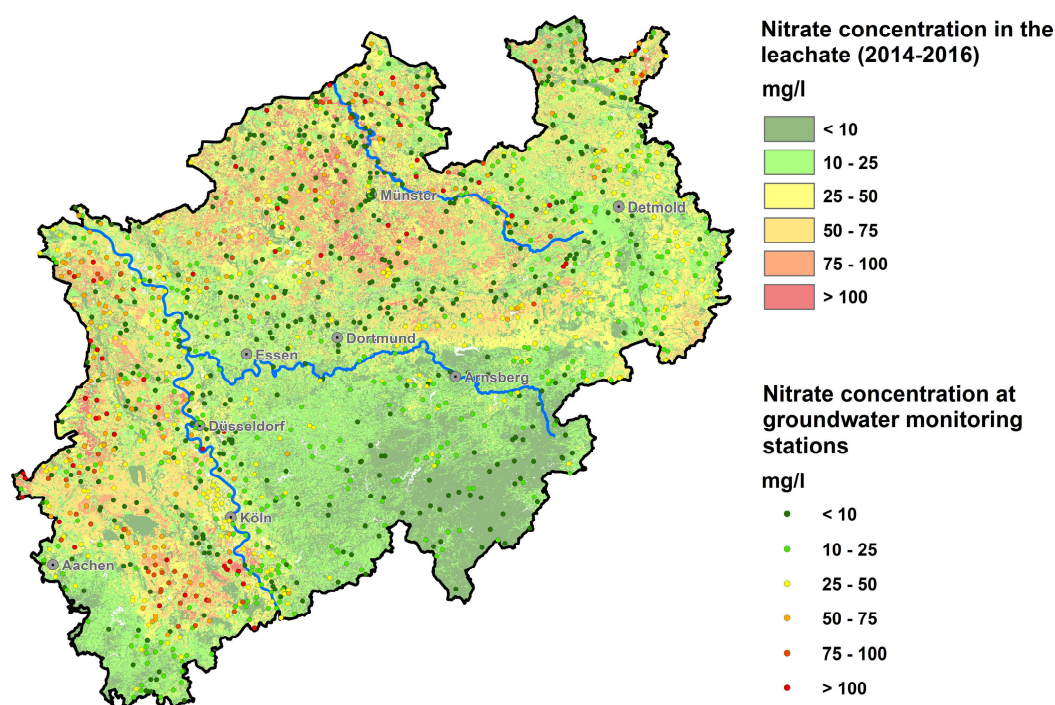 Nitrate concentration in the
leachate (2014-2016)
mg/l
< 10
10 - 25
25 - 50
50 - 75
75 - 100
> 100
Münster
Detmold
Dortmund
Essen
Arnsberg
Düsseldorf
Köln
Aachen
Nitrate concentration at
groundwater monitoring
stations
mg/l
< 10
10 - 25
25 - 50
50 - 75
75 - 100
> 100